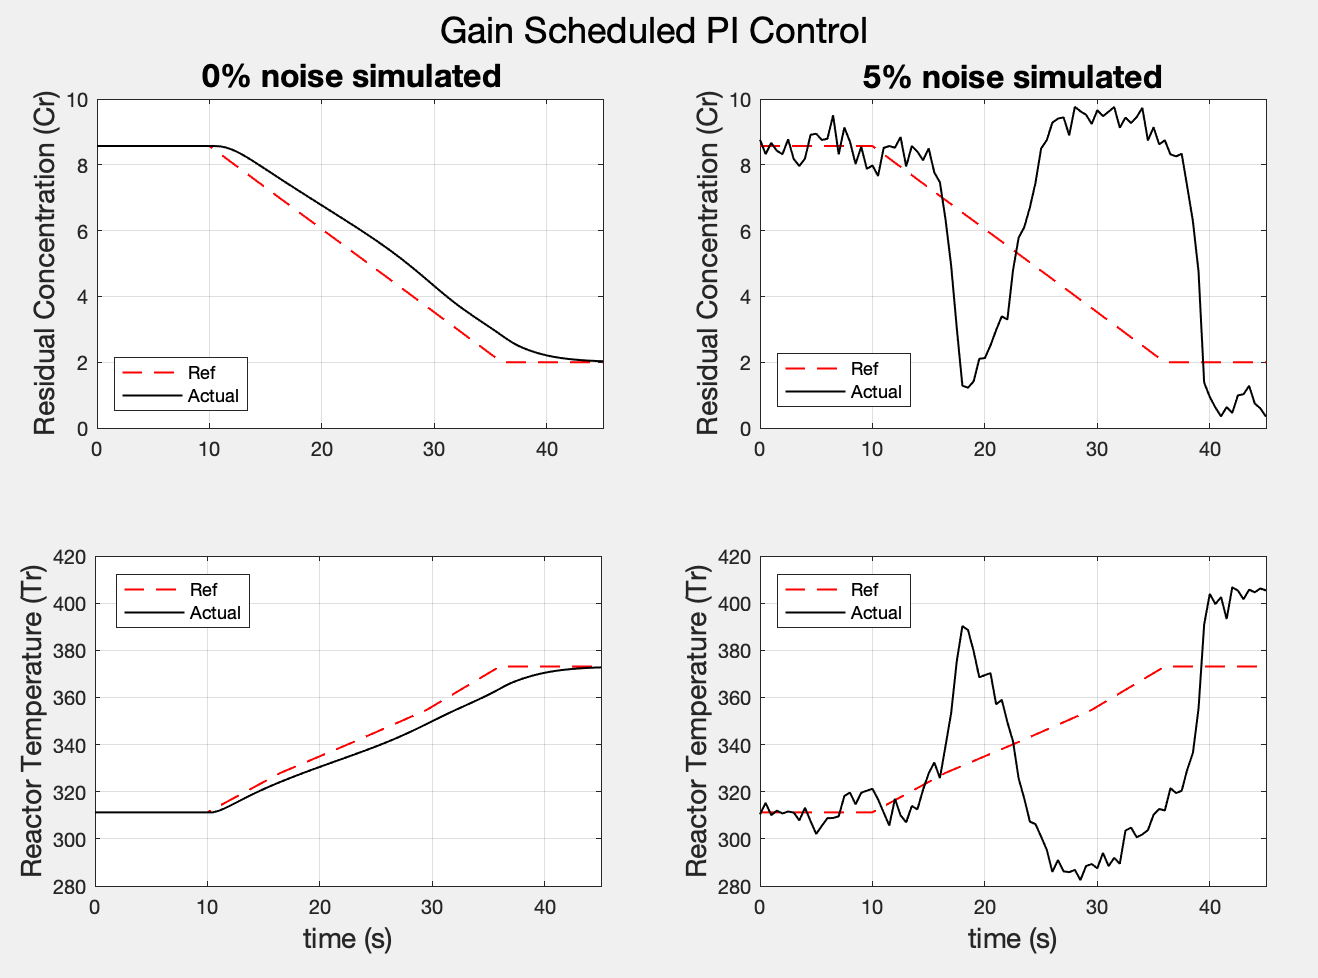 Gain Scheduled PI Control
0% noise simulated
5% noise simulated
Residual Concentration (Cr)
10
8
6
4
2
0
0
10
20
30
40
Ref
Actual
Residual Concentration (Cr)
10
8
6
4
2
0
0
10
20
30
40
Ref
Actual
Reactor Temperature (Tr)
420
400
380
360
340
320
300
280
0
10
20
30
40
Ref
Actual
time (s)
Reactor Temperature (Tr)
420
400
380
360
340
320
300
280
0
10
20
30
40
Ref
Actual
time (s)